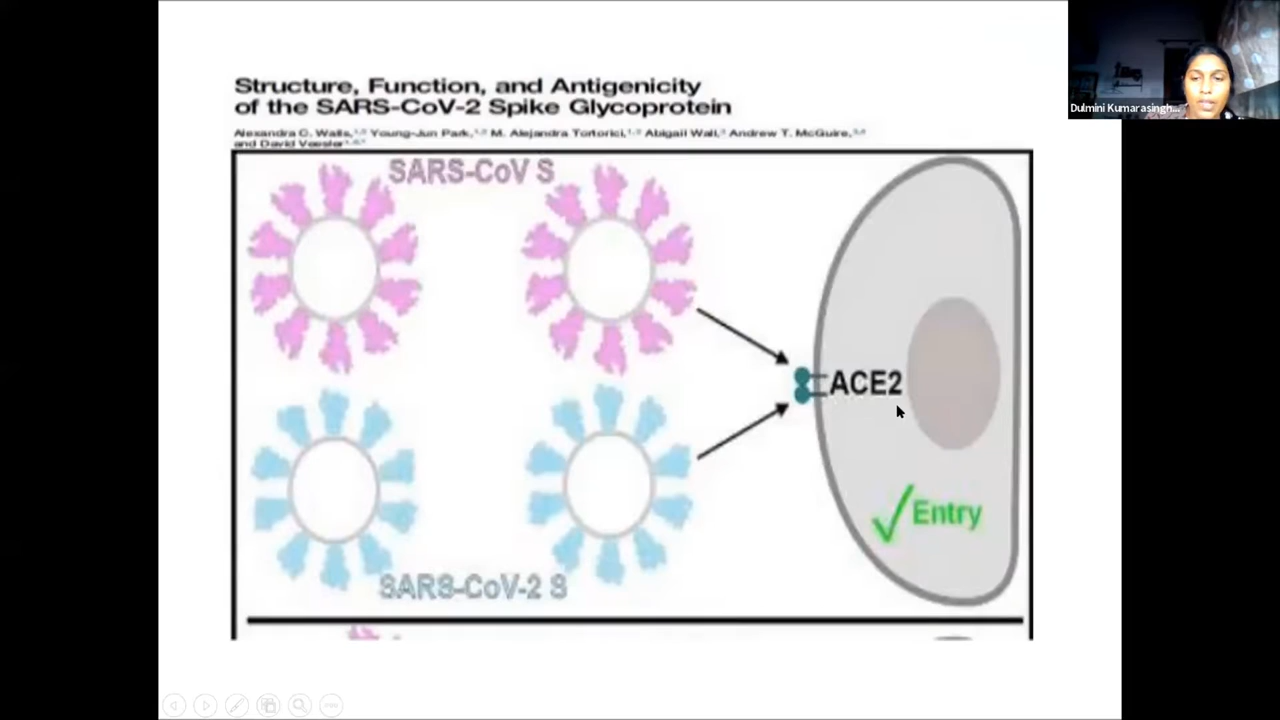 Structure, Function, and Antigenicity
of the SARS-CoV-2 Spike Glycoprotein
Alexandra C. Walls, Young-Jun Park, M. Alejandra Tortorici, Abigail Wall, Andrew T. McGuire,
and David Veesler
Dulmini Kumarasingh...
SARS-CoV S
ACE2
Entry
SARS-CoV-2 S